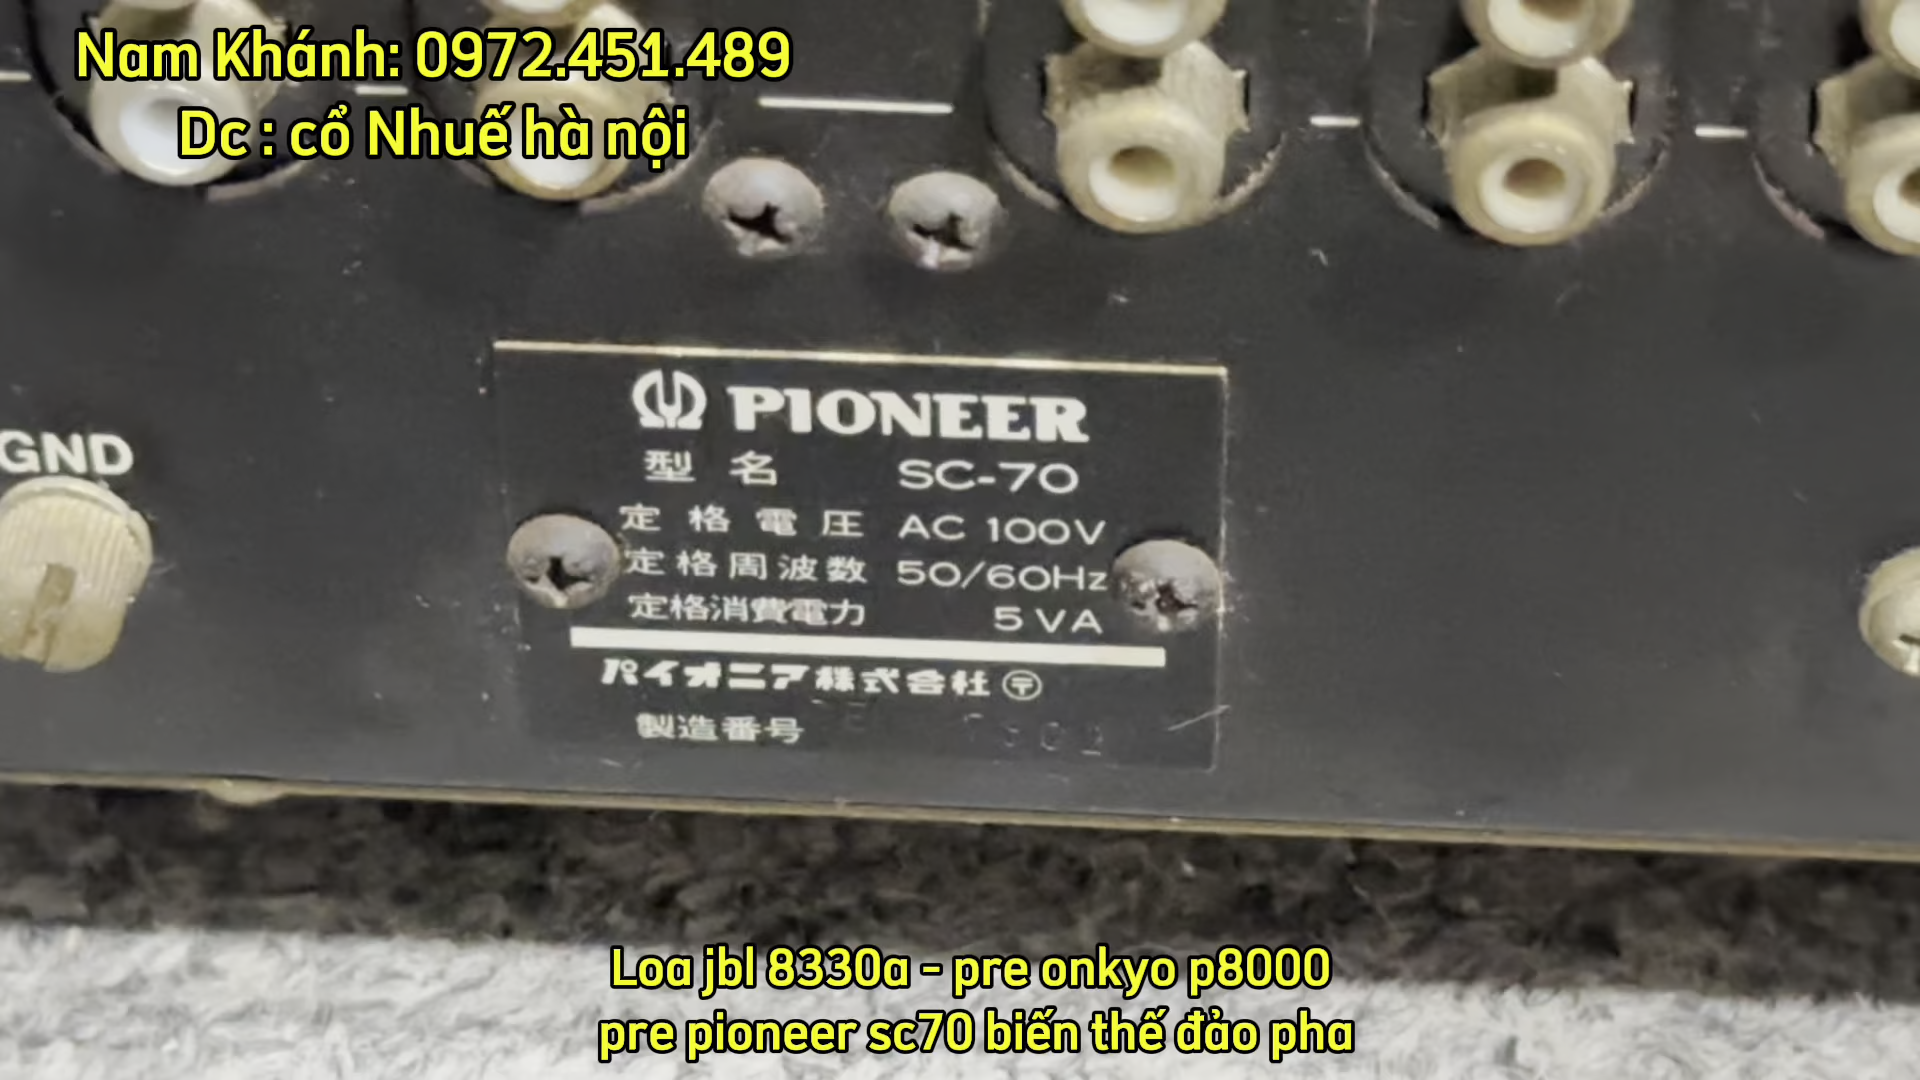 Nam Khánh: 0972.451.489
Dc : cổ Nhuế hà nội
GND
PIONEER
型名 SC-70
定格電圧 AC 100V
定格周波数 50/60Hz
定格消費電力 5 VA
パイオニア株式会社 〒
製造番号
Loa jbl 8330a - pre onkyo p8000
pre pioneer sc70 biến thế đảo pha